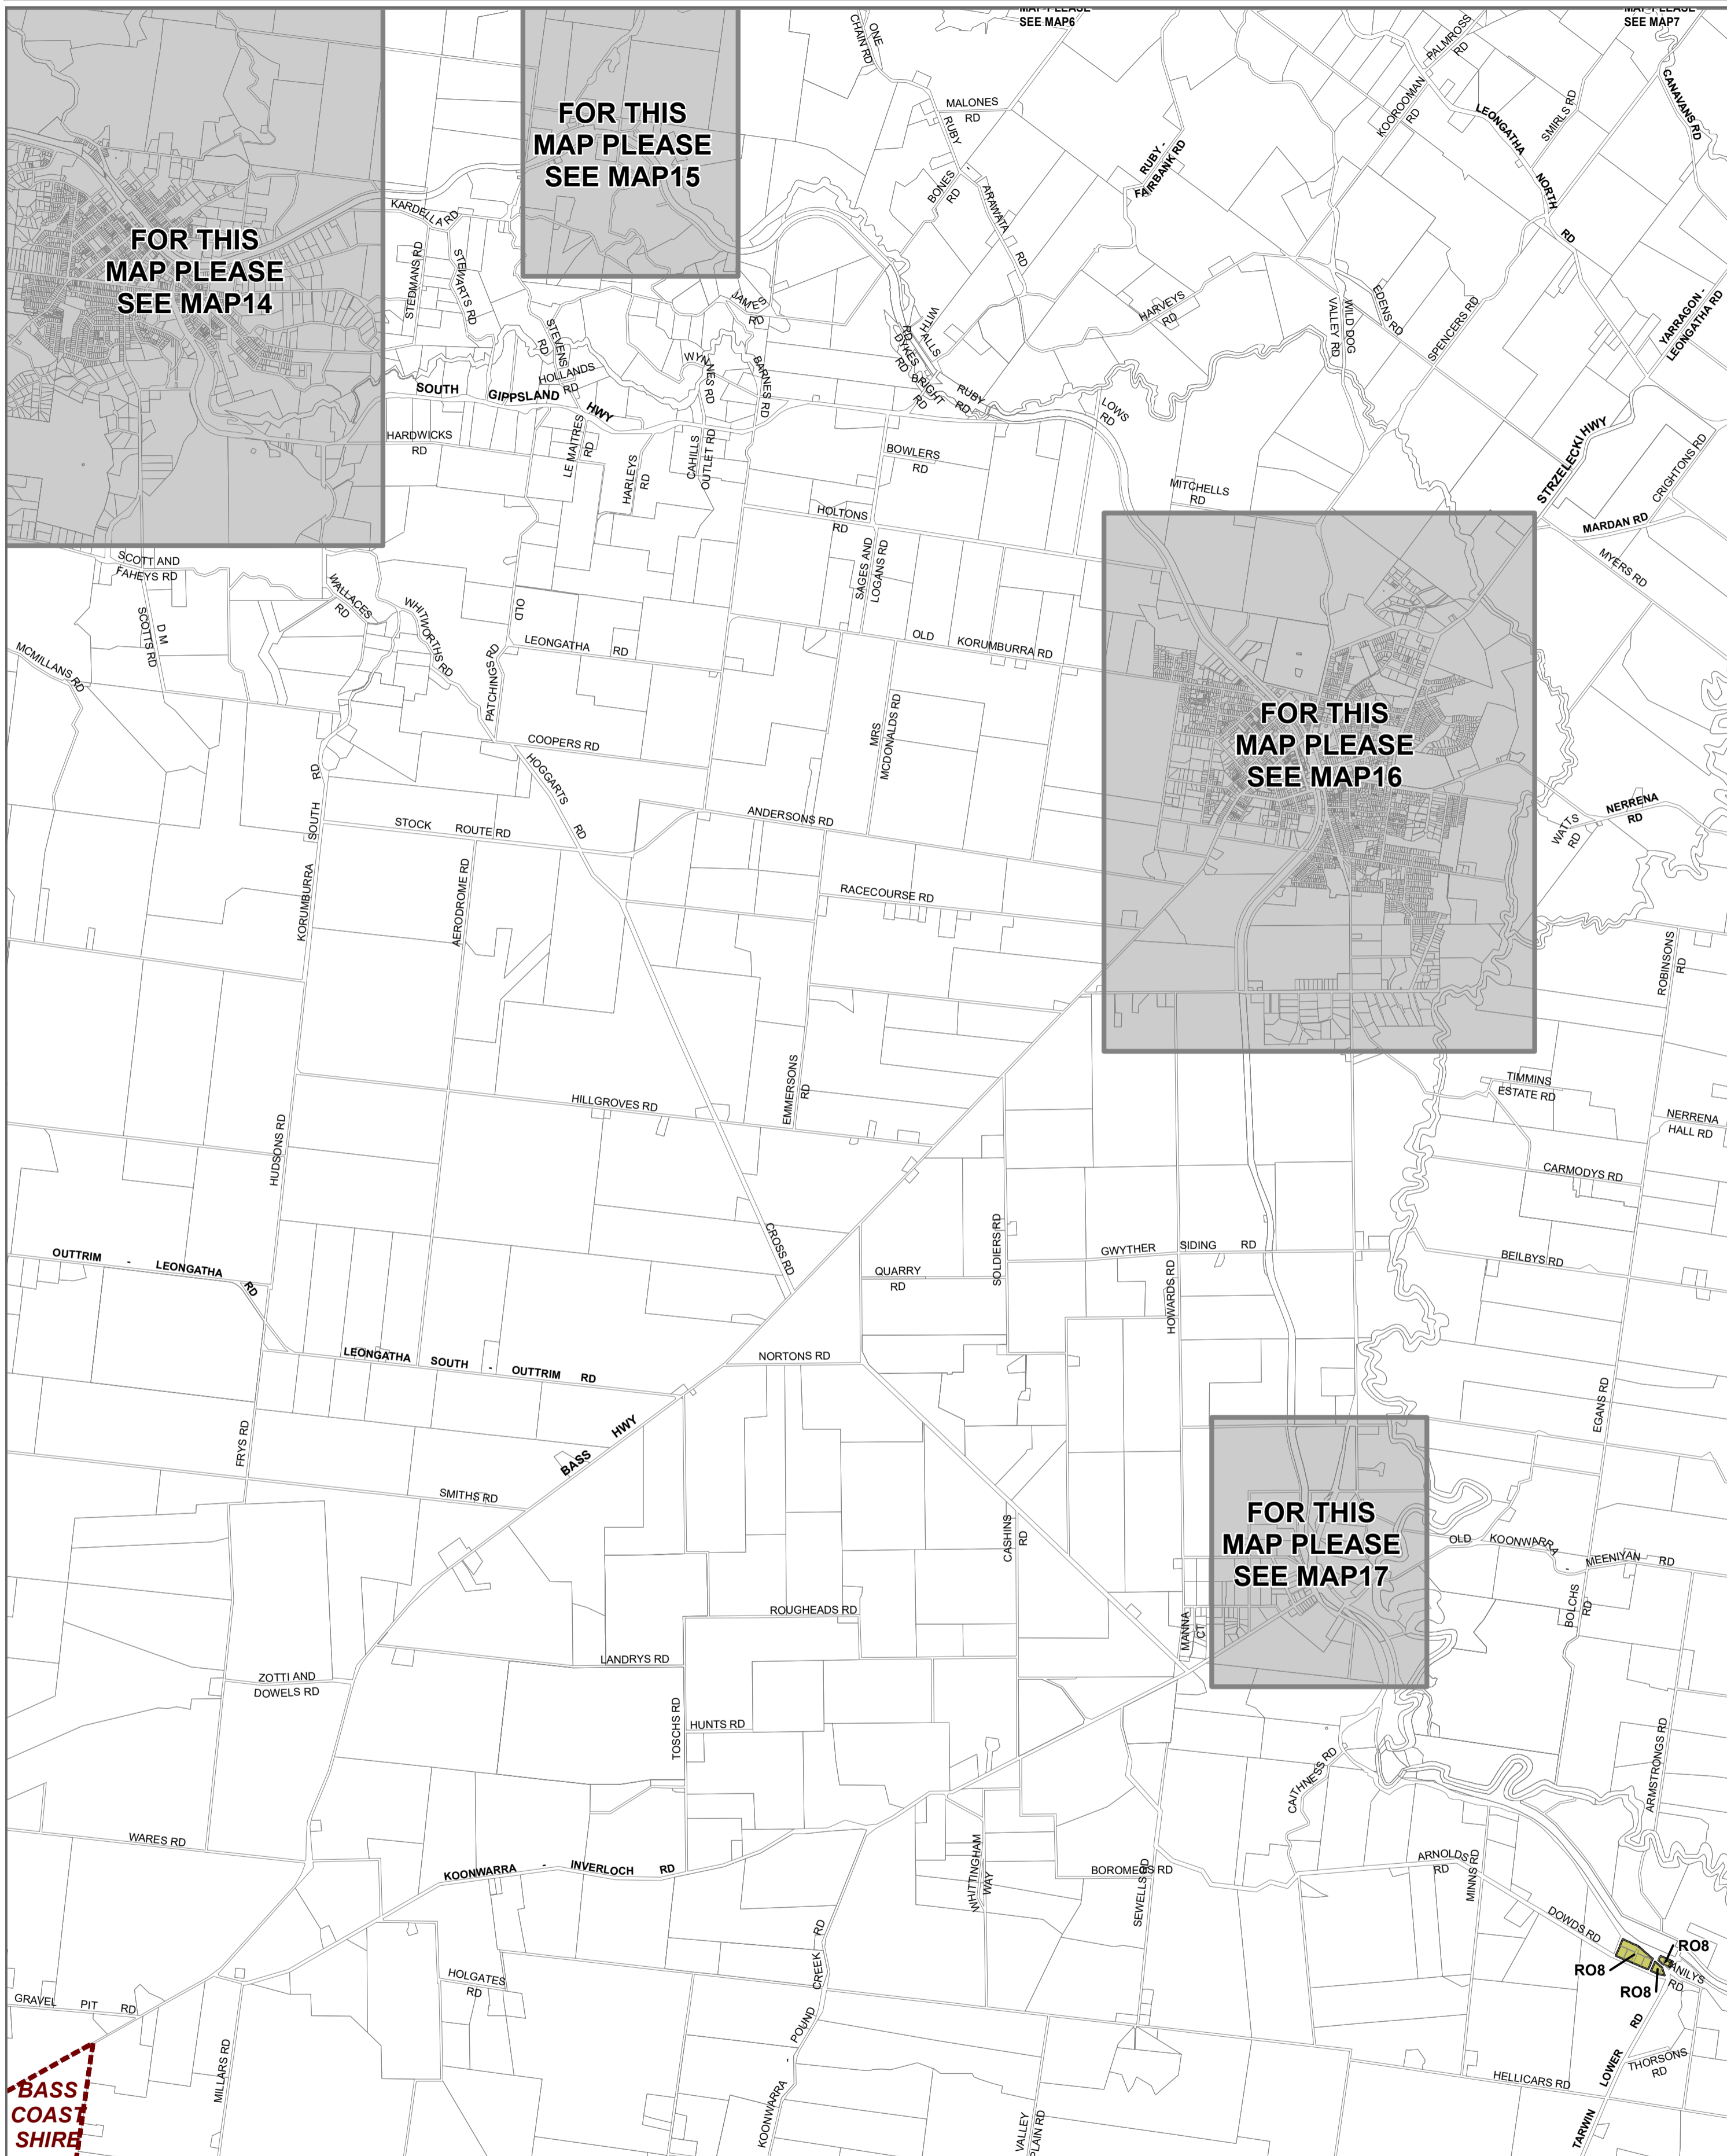 MAP PLEASE
SEE MAP6
MAP PLEASE
SEE MAP7
FOR THIS
MAP PLEASE
SEE MAP14
FOR THIS
MAP PLEASE
SEE MAP15
ONE
CHAIN RD
MALONES
RD
RUBY
-
ARAWATA
RD
BONES
RD
RUBY -
FAIRBANK RD
PALMROSS
RD
KOOROOMAN
RD
LEONGATHA
NORTH
RD
SMIRLS RD
CANAVANS RD
YARRAGON -
LEONGATHA RD
KARDELLA RD
STEDMANS RD
STEWARTS RD
STEVENS
RD
HOLLANDS
RD
JAMES
RD
WYNNES RD
BARNES RD
WITH
ALLS
RD
DYKES
RD
BRIGHT
RD
RUBY
RD
HARVEYS
RD
LOWS
RD
WILD DOG
VALLEY RD
EDENS RD
SPENCERS RD
SOUTH GIPPSLAND HWY
HARDWICKS
RD
LE MAITRES
RD
HARLEYS
RD
CAHILLS
OUTLET RD
BOWLERS
RD
MITCHELLS
RD
STRZELECKI HWY
CRIGHTONS RD
MARDAN RD
MYERS RD
HOLTONS
RD
SAGES AND
LOGANS RD
SCOTT AND
FAHEYS RD
D M
SCOTTS RD
WALLACES
RD
WHITWORTHS RD
MCMILLANS RD
OLD
LEONGATHA RD
PATCHINGS RD
OLD KORUMBURRA RD
MRS
MCDONALDS RD
COOPERS RD
HOGGARTS
RD
FOR THIS
MAP PLEASE
SEE MAP16
NERRENA
RD
WATTS
RD
KORUMBURRA SOUTH RD
STOCK ROUTE RD
ANDERSONS RD
AERODROME RD
RACECOURSE RD
ROBINSONS
RD
EMMERSONS
RD
HILLGROVES RD
HUDSONS RD
TIMMINS
ESTATE RD
NERRENA
HALL RD
CARMODYS RD
CROSS RD
SOLDIERS RD
GWYTHER SIDING RD
BEILBYS RD
OUTTRIM - LEONGATHA RD
QUARRY
RD
HOWARDS RD
LEONGATHA SOUTH - OUTTRIM RD
NORTONS RD
EGANS RD
FRYS RD
BASS HWY
SMITHS RD
CASHINS
RD
FOR THIS
MAP PLEASE
SEE MAP17
OLD KOONWARRA - MEENIYAN RD
BOLCHS
RD
ROUGHEADS RD
MANNA
CT
LANDRYS RD
ZOTTI AND
DOWELS RD
TOSCHS RD
HUNTS RD
CAITHNESS RD
ARMSTRONGS RD
WARES RD
KOONWARRA - INVERLOCH RD
WHITTINGHAM
WAY
BOROMEOS RD
SEWELLS RD
ARNOLDS
RD
MINNS RD
DOWDS RD
RO8
RO8
RO8
RD
HOLGATES
RD
GRAVEL PIT RD
MILLARS RD
KOONWARRA - POUND CREEK RD
VALLEY
PLAIN RD
HELLICARS RD
TARWIN LOWER RD
THORSONS
RD
BASS
COAST
SHIRE